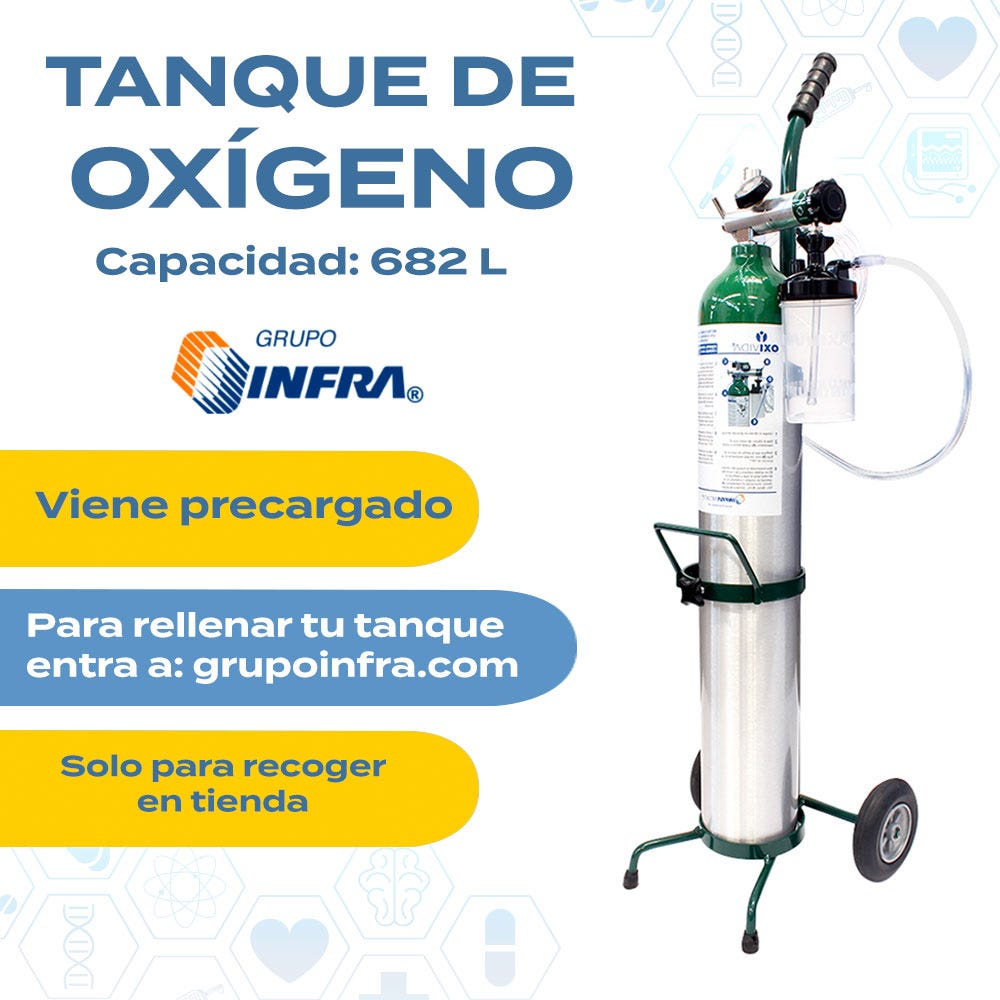 TANQUE DE
OXÍGENO
Capacidad: 682 L
GRUPO
INFRA®
Viene precargado
Para rellenar tu tanque
entra a: grupoinfra.com
Solo para recoger
en tienda
OXIVIDA